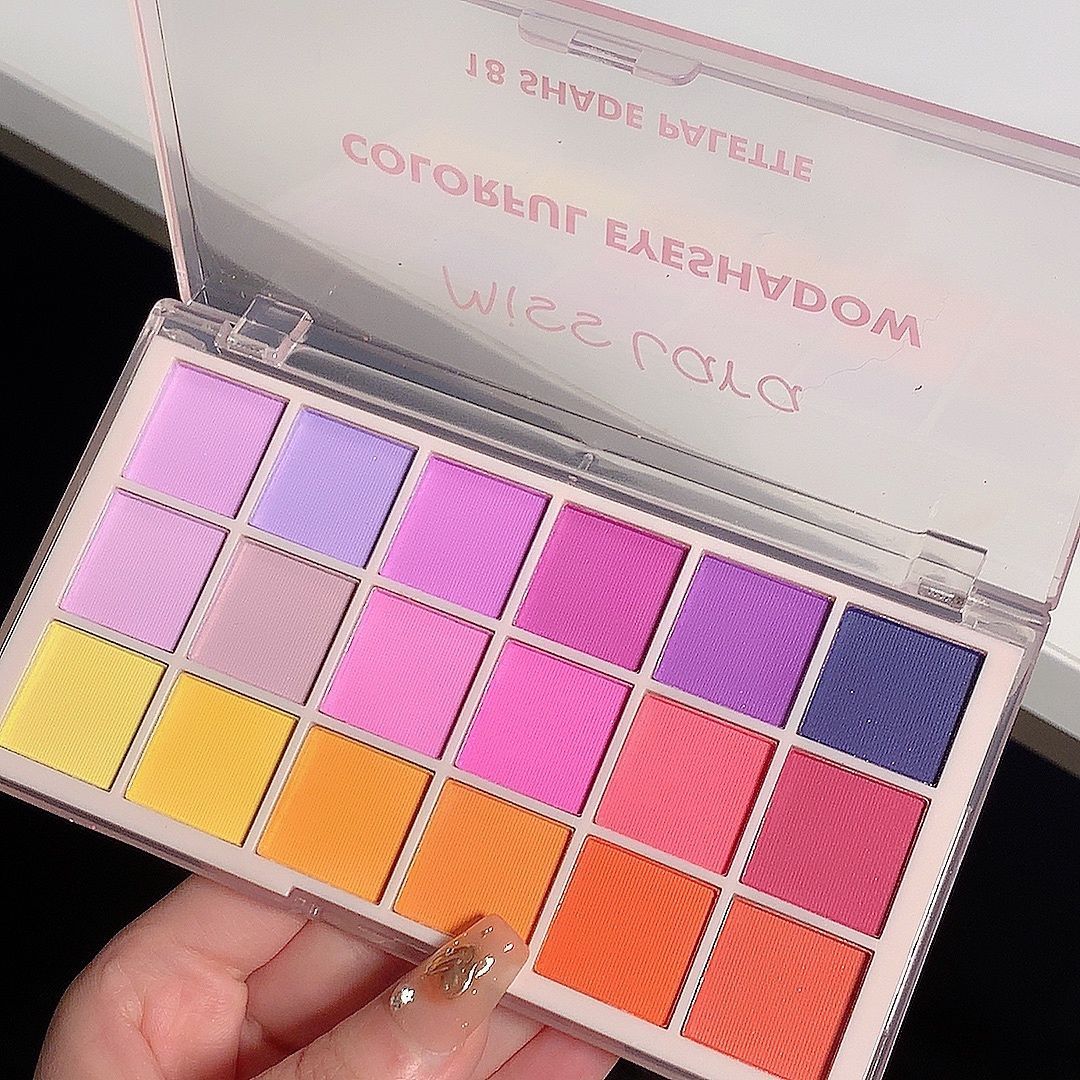 Miss Lara
COLORFUL EYESHADOW
18 SHADE PALETTE